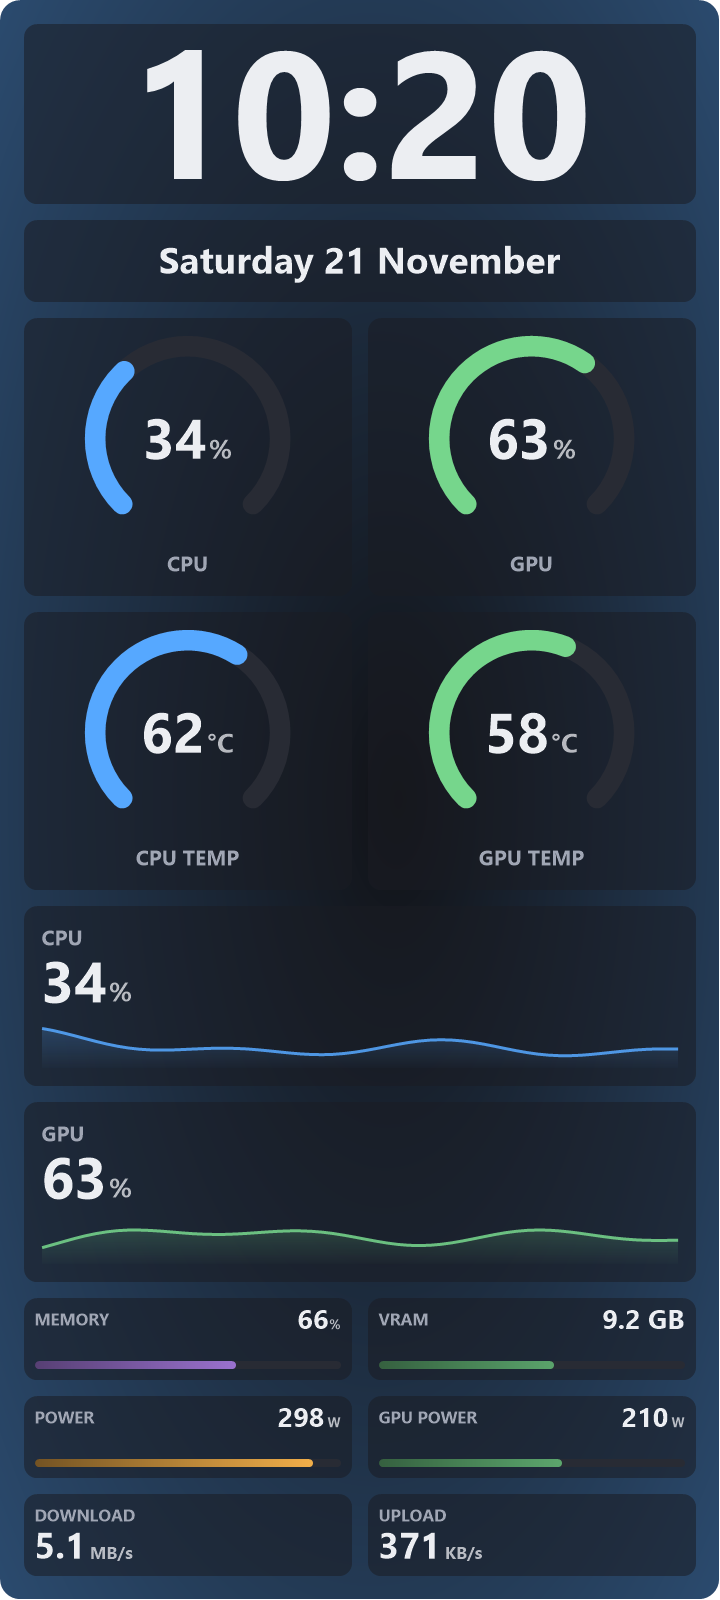 10:20
Saturday 21 November
34%
63%
CPU
GPU
62°C
58°C
CPU TEMP
GPU TEMP
CPU
34%
GPU
63%
MEMORY 66%
VRAM 9.2 GB
POWER 298 W
GPU POWER 210 W
DOWNLOAD
5.1 MB/s
UPLOAD
371 KB/s